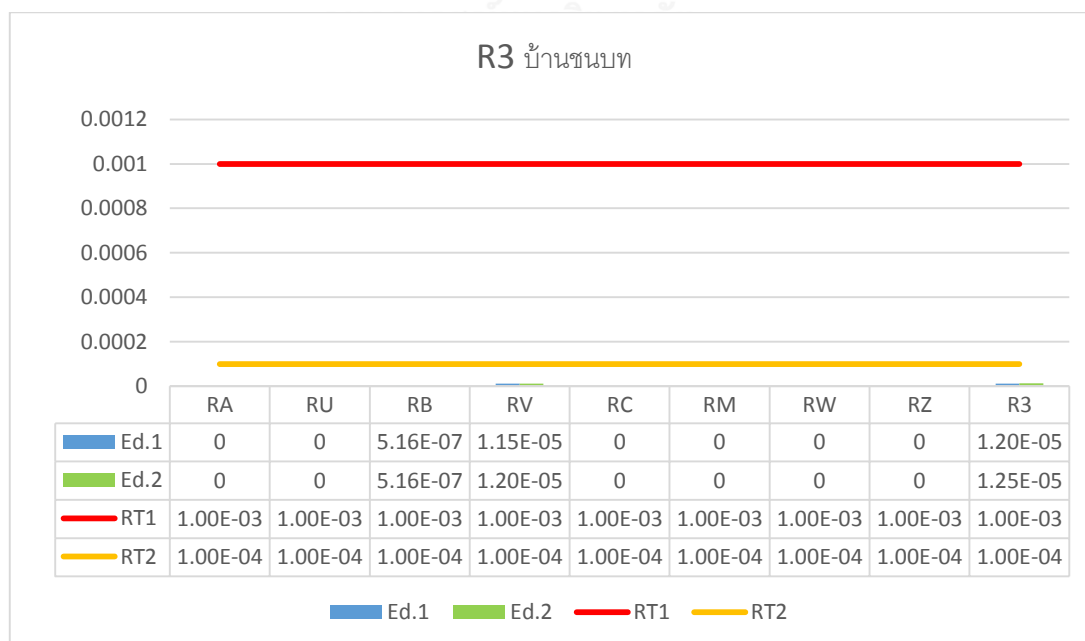 R3 บ้านชนบท
0.0012
0.001
0.0008
0.0006
0.0004
0.0002
0
RA RU RB RV RC RM RW RZ R3
Ed.1 0 0 5.16E-07 1.15E-05 0 0 0 0 1.20E-05
Ed.2 0 0 5.16E-07 1.20E-05 0 0 0 0 1.25E-05
RT1 1.00E-03 1.00E-03 1.00E-03 1.00E-03 1.00E-03 1.00E-03 1.00E-03 1.00E-03 1.00E-03
RT2 1.00E-04 1.00E-04 1.00E-04 1.00E-04 1.00E-04 1.00E-04 1.00E-04 1.00E-04 1.00E-04
Ed.1 Ed.2 RT1 RT2